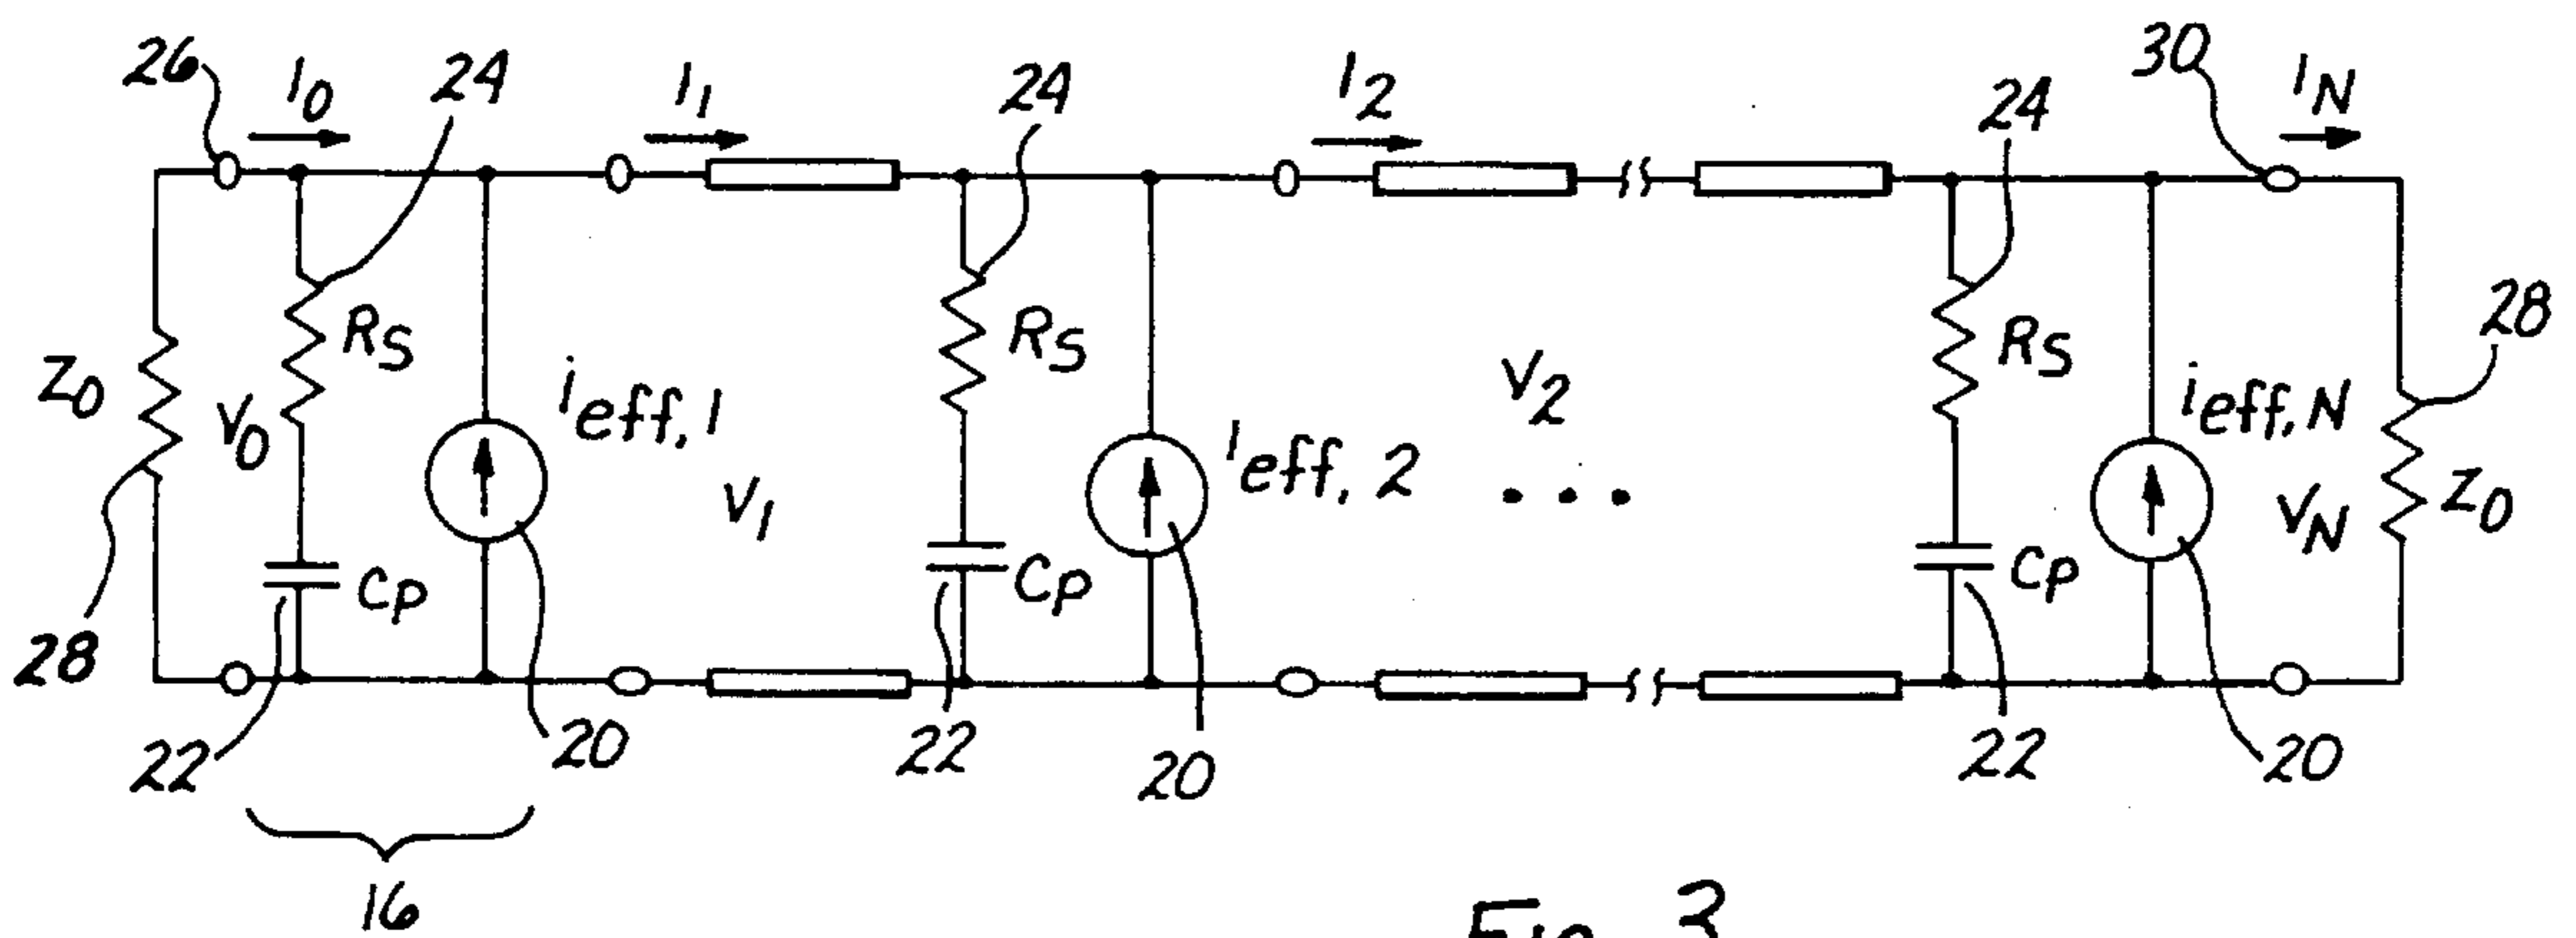 26 I0 24 I1 24 I2 30 IN
24
28
Z0 V0 RS ieff,1 RS V2 RS ieff,N
V1 ieff,2 ... VN Z0
CP CP CP
28
22 20 22 20 22 20
16
Fig. 3